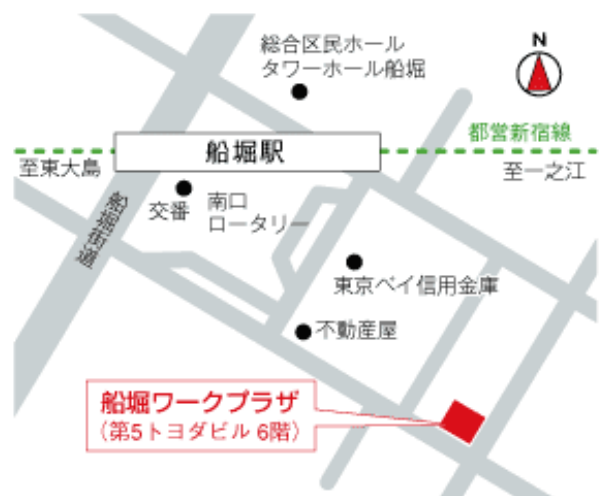 総合区民ホール
タワーホール船堀
N
都営新宿線
船堀駅
至東大島
至一之江
船堀街道
交番
南口
ロータリー
東京ベイ信用金庫
不動産屋
船堀ワークプラザ
（第5トヨダビル 6階）